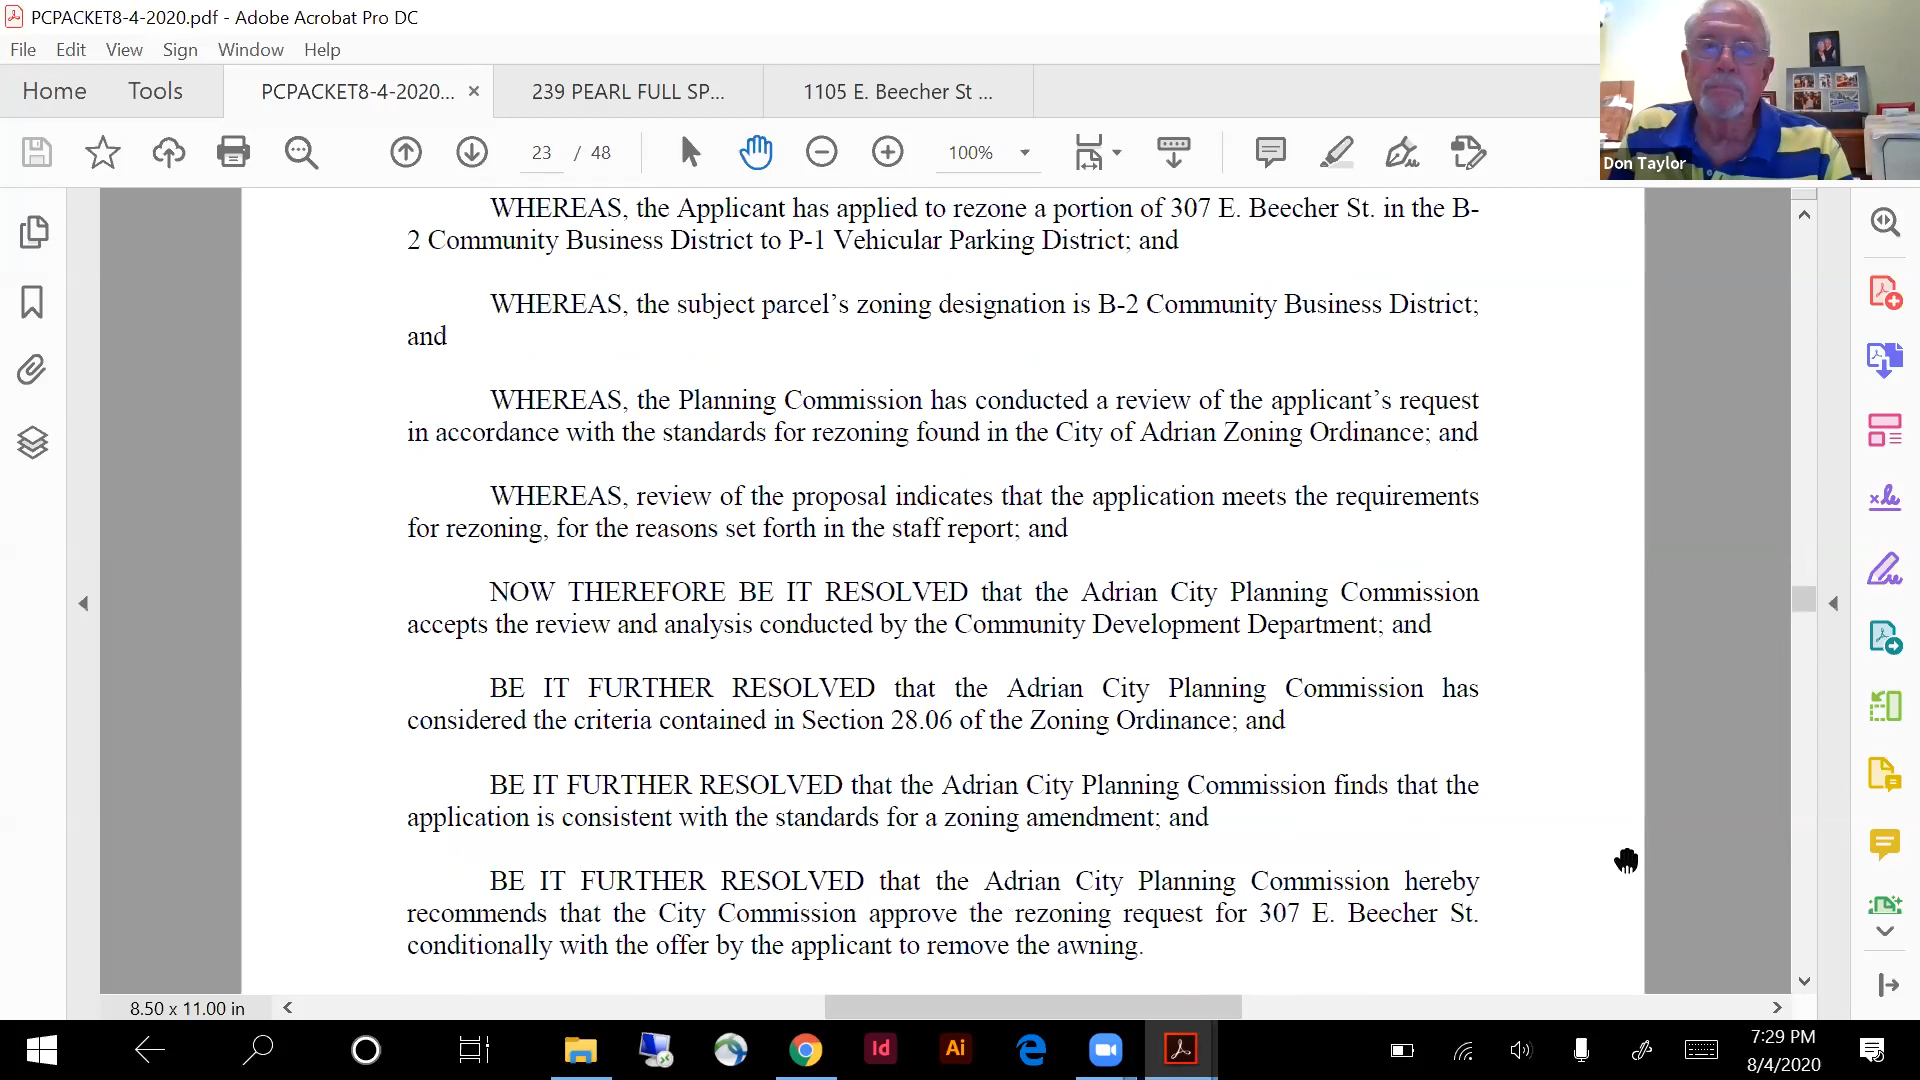 PCPACKET8-4-2020.pdf - Adobe Acrobat Pro DC
File Edit View Sign Window Help
Home Tools PCPACKET8-4-2020... × 239 PEARL FULL SP... 1105 E. Beecher St ...
23 / 48 100%
Don Taylor
WHEREAS, the Applicant has applied to rezone a portion of 307 E. Beecher St. in the B-
2 Community Business District to P-1 Vehicular Parking District; and
WHEREAS, the subject parcel's zoning designation is B-2 Community Business District;
and
WHEREAS, the Planning Commission has conducted a review of the applicant's request
in accordance with the standards for rezoning found in the City of Adrian Zoning Ordinance; and
WHEREAS, review of the proposal indicates that the application meets the requirements
for rezoning, for the reasons set forth in the staff report; and
NOW THEREFORE BE IT RESOLVED that the Adrian City Planning Commission
accepts the review and analysis conducted by the Community Development Department; and
BE IT FURTHER RESOLVED that the Adrian City Planning Commission has
considered the criteria contained in Section 28.06 of the Zoning Ordinance; and
BE IT FURTHER RESOLVED that the Adrian City Planning Commission finds that the
application is consistent with the standards for a zoning amendment; and
BE IT FURTHER RESOLVED that the Adrian City Planning Commission hereby
recommends that the City Commission approve the rezoning request for 307 E. Beecher St.
conditionally with the offer by the applicant to remove the awning.
8.50 x 11.00 in
Id Ai
7:29 PM
8/4/2020